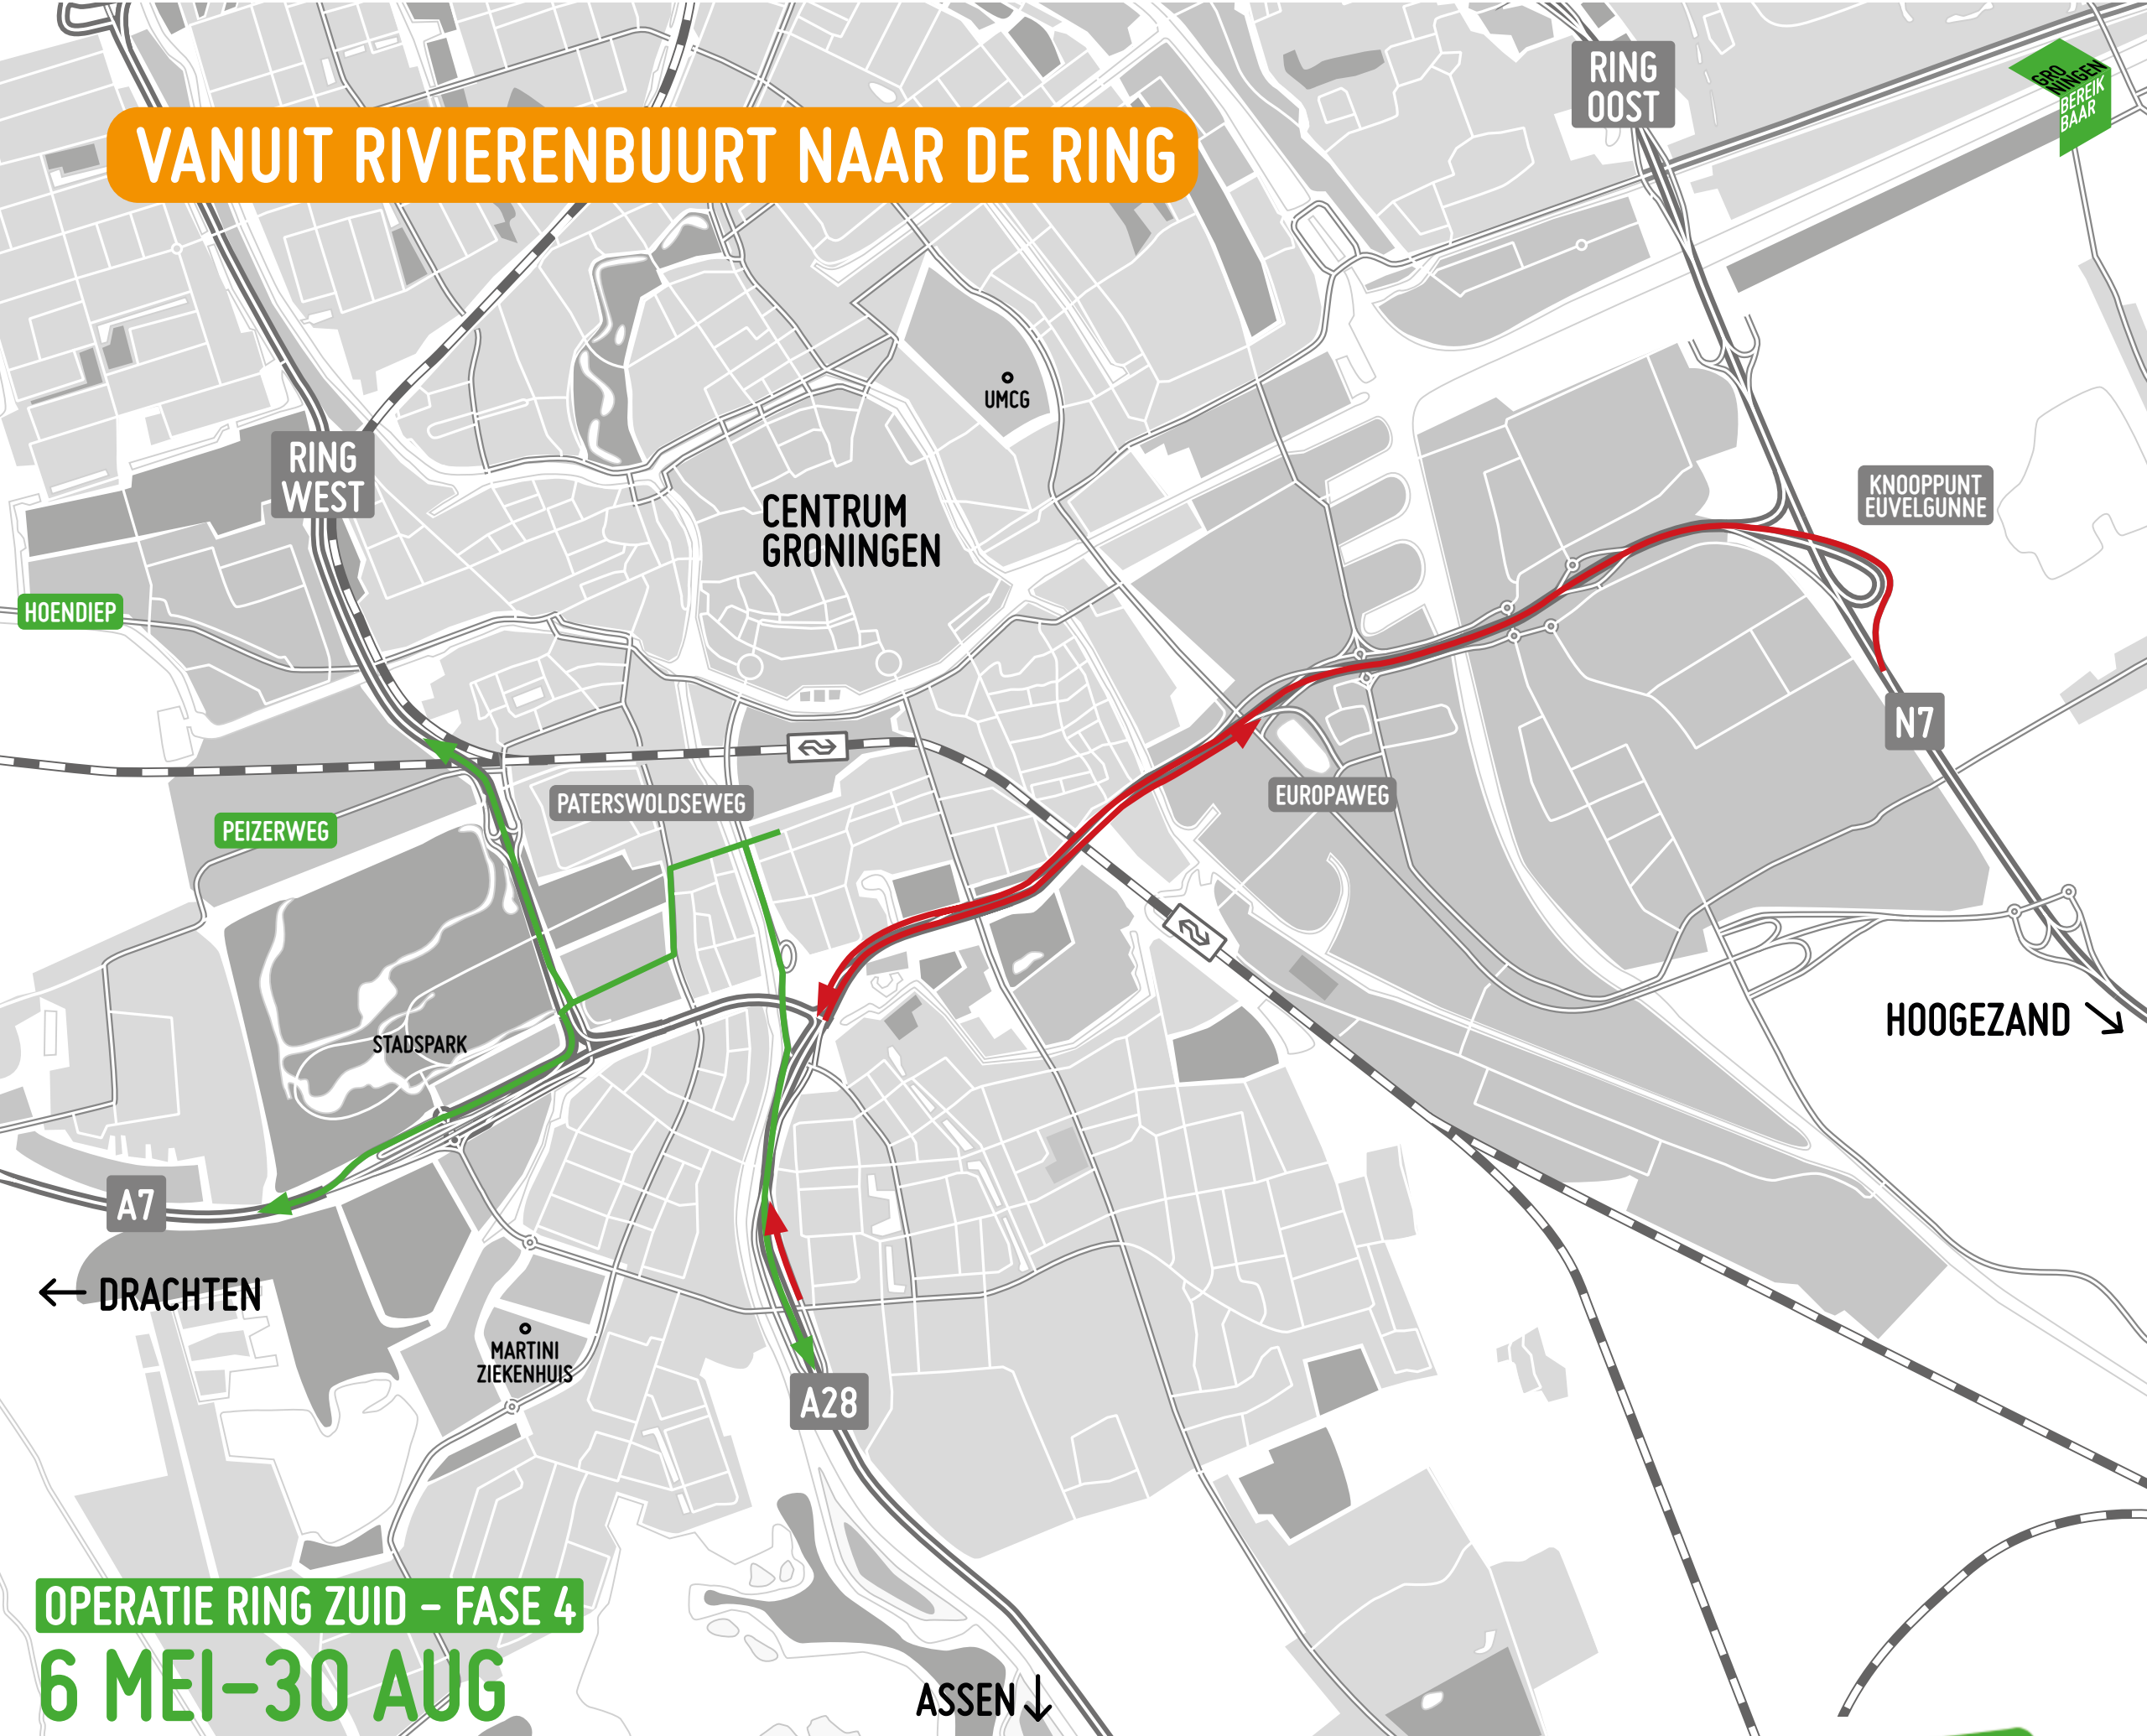 RING
OOST
GRO
NINGEN
BEREIK
BAAR
VANUIT RIVIERENBUURT NAAR DE RING
UMCG
RING
WEST
KNOOPPUNT
EUVELGUNNE
CENTRUM
GRONINGEN
HOENDIEP
N7
PATERSWOLDSEWEG
EUROPAWEG
PEIZERWEG
HOOGEZAND
STADSPARK
A7
DRACHTEN
MARTINI
ZIEKENHUIS
A28
OPERATIE RING ZUID – FASE 4
6 MEI–30 AUG
ASSEN